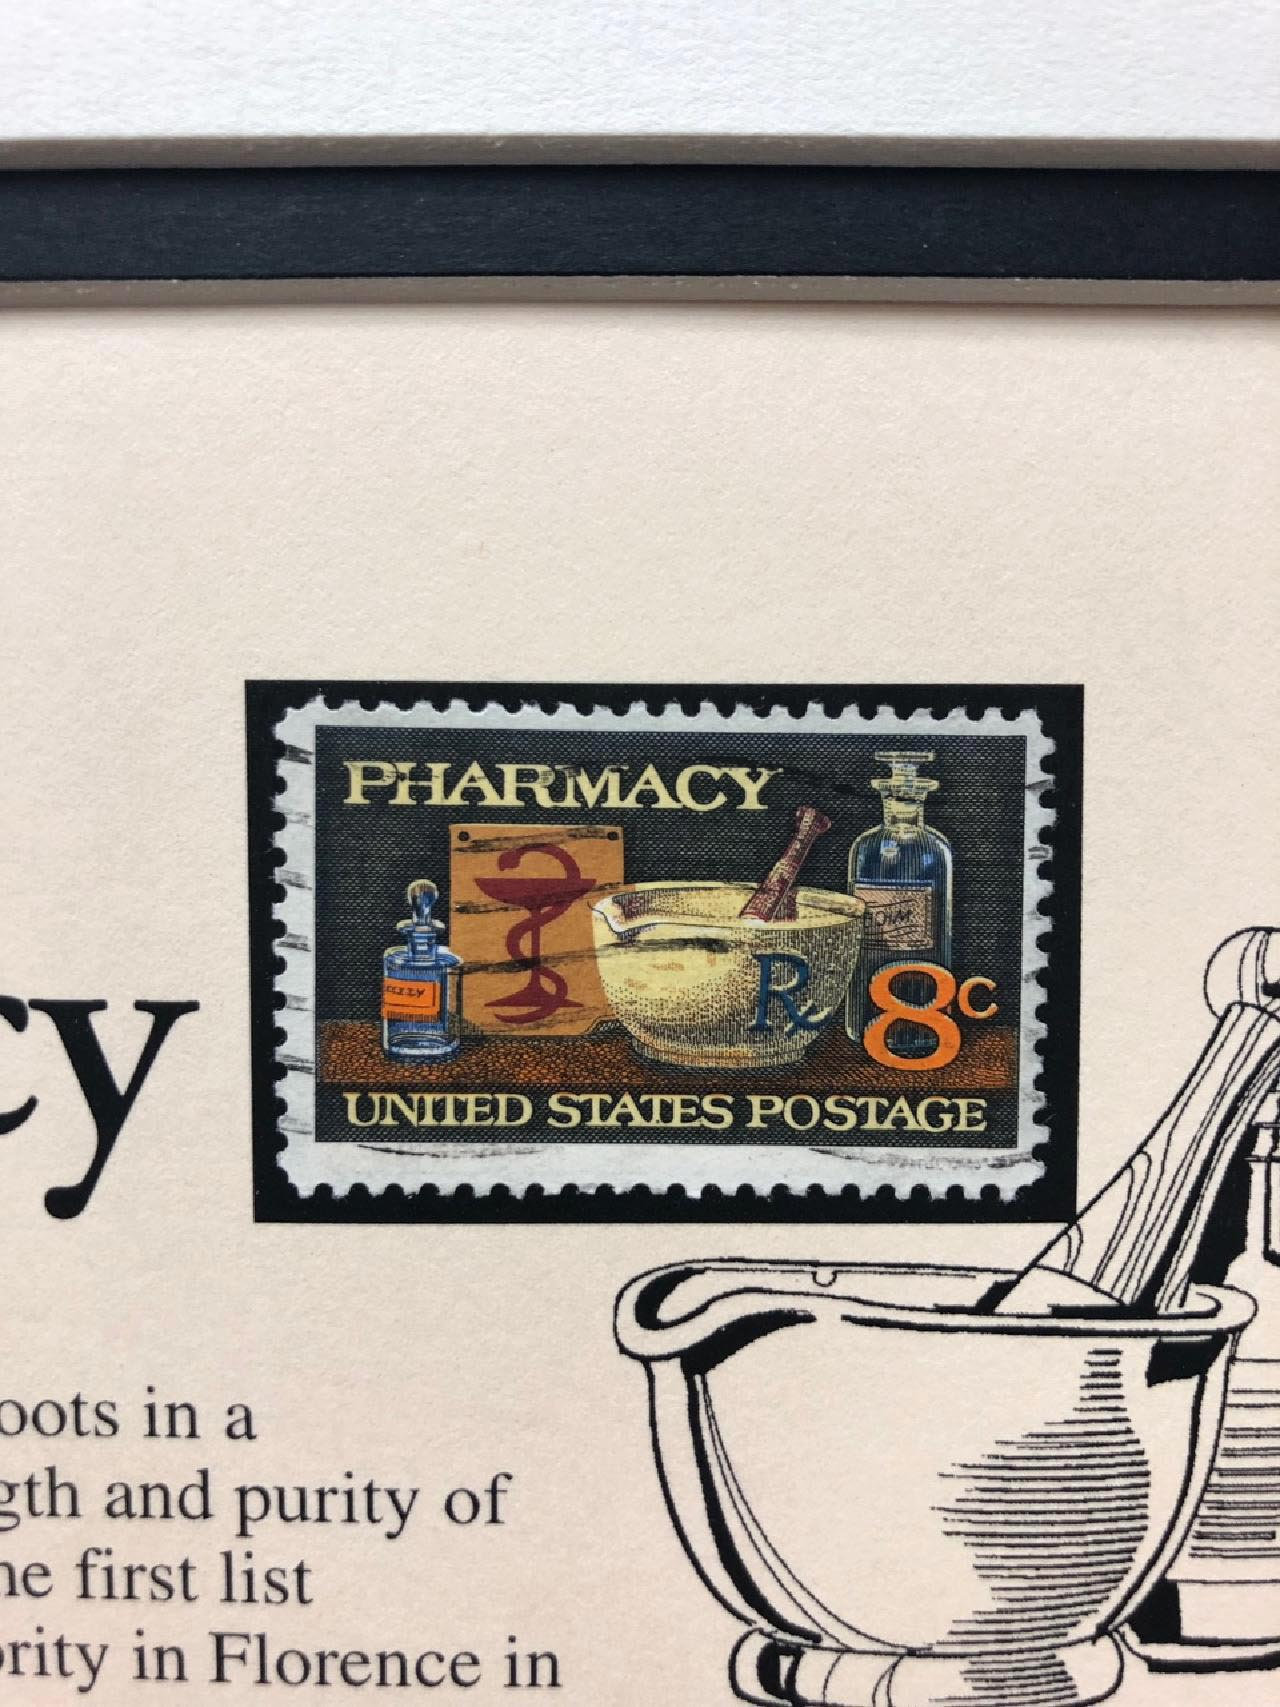 PHARMACY
R
8c
UNITED STATES POSTAGE
cy
oots in a
gth and purity of
he first list
ority in Florence in